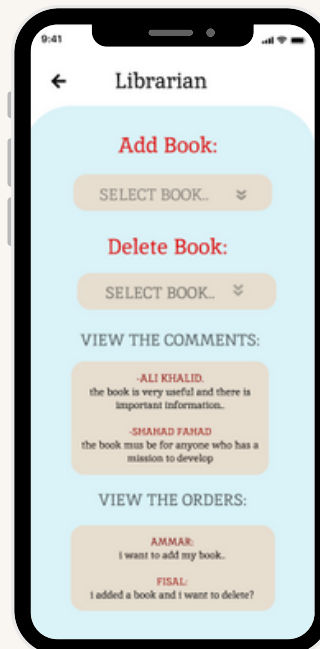 9:41
Librarian
Add Book:
SELECT BOOK..
Delete Book:
SELECT BOOK..
VIEW THE COMMENTS:
-ALI KHALID.
the book is very useful and there is
important information..
-SHAHAD FAHAD
the book mus be for anyone who has a
mission to develop
VIEW THE ORDERS:
AMMAR:
i want to add my book..
FISAL:
i added a book and i want to delete?